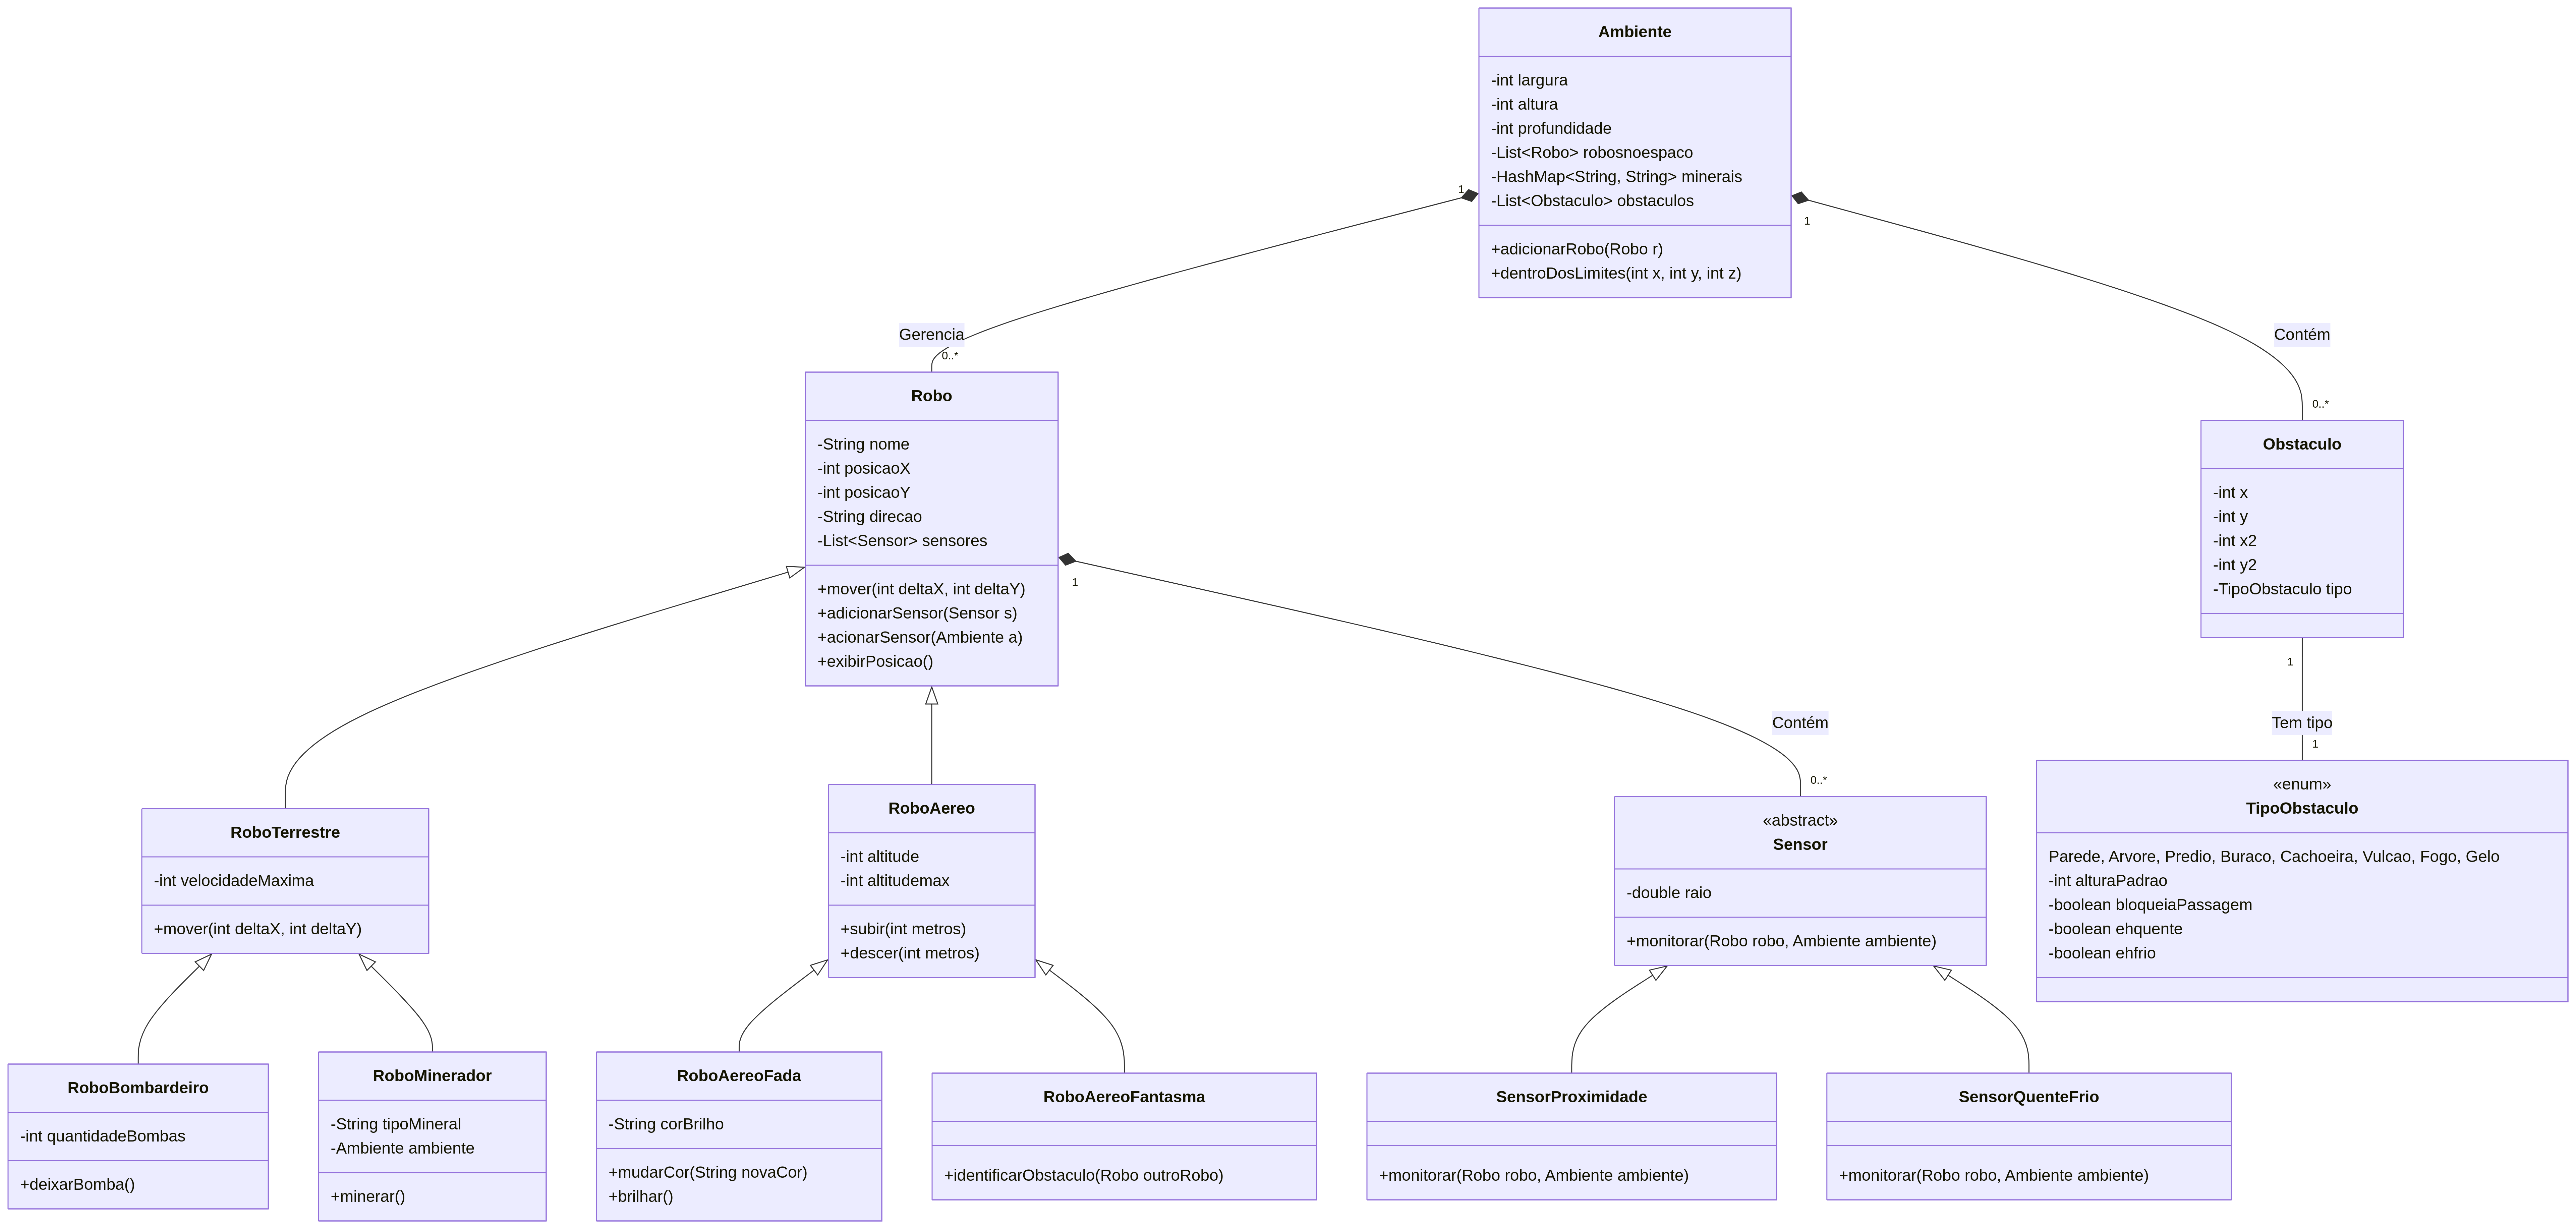 Ambiente
-int largura
-int altura
-int profundidade
-List<Robo> robosnoespaco
-HashMap<String, String> minerais
-List<Obstaculo> obstaculos
+adicionarRobo(Robo r)
+dentroDosLimites(int x, int y, int z)
1
1
Gerencia
0..*
Contém
0..*
Robo
-String nome
-int posicaoX
-int posicaoY
-String direcao
-List<Sensor> sensores
+mover(int deltaX, int deltaY)
+adicionarSensor(Sensor s)
+acionarSensor(Ambiente a)
+exibirPosicao()
1
Obstaculo
-int x
-int y
-int x2
-int y2
-TipoObstaculo tipo
1
Contém
0..*
Tem tipo
1
RoboTerrestre
-int velocidadeMaxima
+mover(int deltaX, int deltaY)
RoboAereo
-int altitude
-int altitudemax
+subir(int metros)
+descer(int metros)
«abstract»
Sensor
-double raio
+monitorar(Robo robo, Ambiente ambiente)
«enum»
TipoObstaculo
Parede, Arvore, Predio, Buraco, Cachoeira, Vulcao, Fogo, Gelo
-int alturaPadrao
-boolean bloqueiaPassagem
-boolean ehquente
-boolean ehfrio
RoboBombardeiro
-int quantidadeBombas
+deixarBomba()
RoboMinerador
-String tipoMineral
-Ambiente ambiente
+minerar()
RoboAereoFada
-String corBrilho
+mudarCor(String novaCor)
+brilhar()
RoboAereoFantasma
+identificarObstaculo(Robo outroRobo)
SensorProximidade
+monitorar(Robo robo, Ambiente ambiente)
SensorQuenteFrio
+monitorar(Robo robo, Ambiente ambiente)